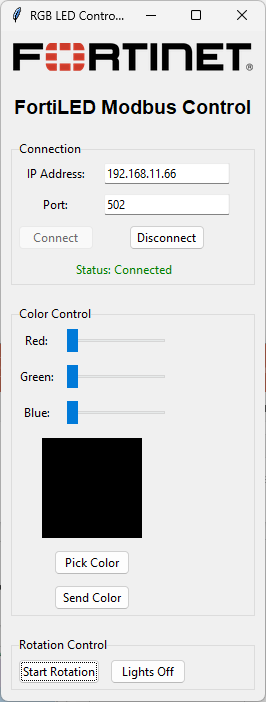 RGB LED Contro...
FORTINET®
FortiLED Modbus Control
Connection
IP Address: 192.168.11.66
Port: 502
Connect Disconnect
Status: Connected
Color Control
Red:
Green:
Blue:
Pick Color
Send Color
Rotation Control
Start Rotation Lights Off